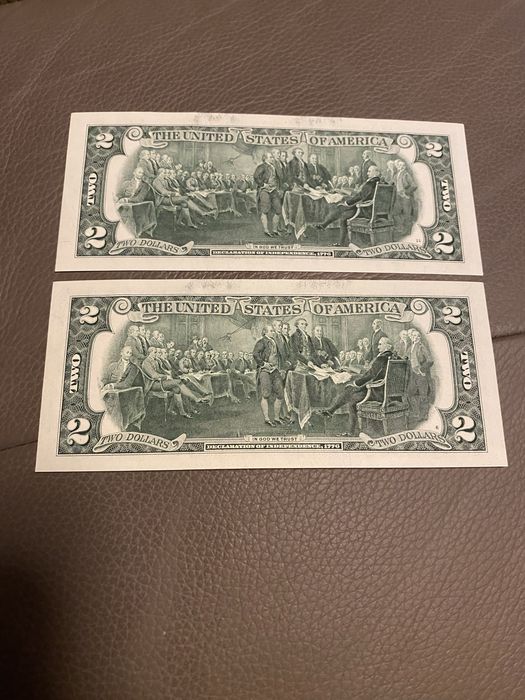 THE UNITED STATES OF AMERICA
2 2
TWO TWO
2 IN GOD WE TRUST
TWO DOLLARS DECLARATION OF INDEPENDENCE, 1776 TWO DOLLARS 2
THE UNITED STATES OF AMERICA
2 2
TWO TWO
2 IN GOD WE TRUST 2
TWO DOLLARS DECLARATION OF INDEPENDENCE, 1776 TWO DOLLARS